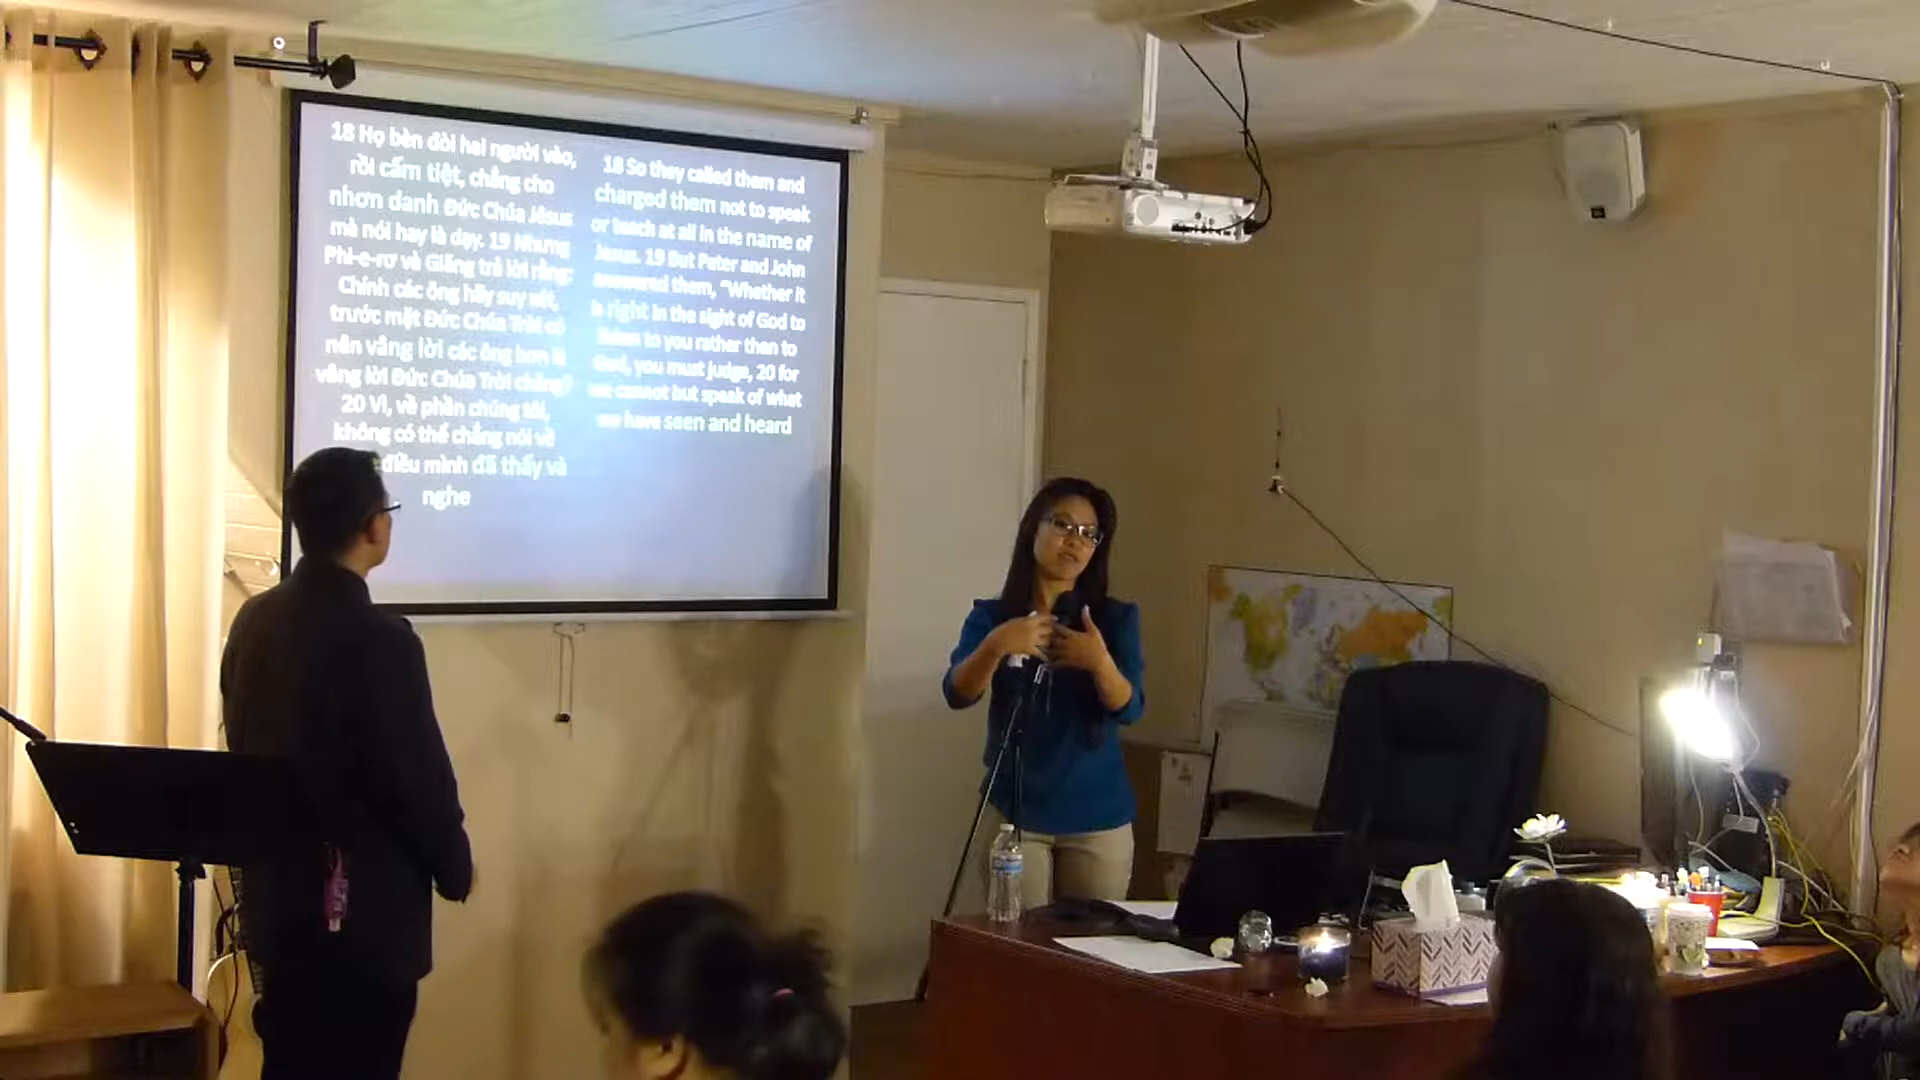 18 Họ bèn đòi hai người vào,
rồi cấm tiệt, chẳng cho
nhơn danh Đức Chúa Jêsus
mà nói hay là dạy. 19 Nhưng
Phi-e-rơ và Giăng trả lời rằng:
Chính các ông hãy suy xét,
trước mặt Đức Chúa Trời có
nên vâng lời các ông hơn là
vâng lời Đức Chúa Trời chăng?
20 Vì, về phần chúng tôi,
không có thể chẳng nói về
điều mình đã thấy và
nghe
18 So they called them and
charged them not to speak
or teach at all in the name of
Jesus. 19 But Peter and John
answered them, "Whether it
is right in the sight of God to
listen to you rather than to
God, you must judge, 20 for
we cannot but speak of what
we have seen and heard